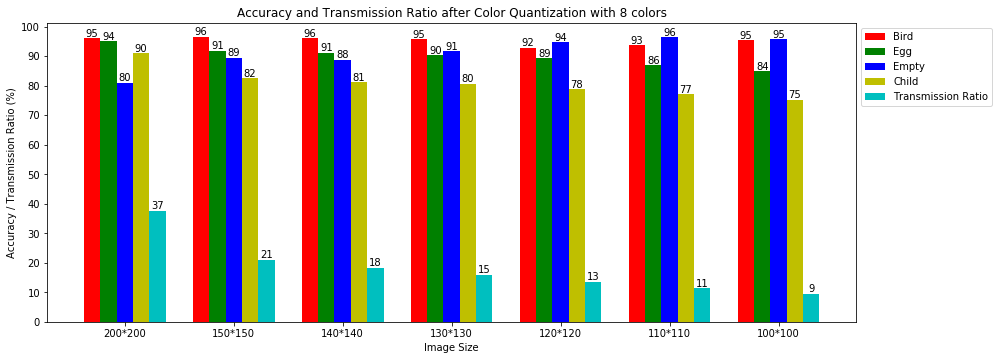 Accuracy and Transmission Ratio after Color Quantization with 8 colors
Accuracy / Transmission Ratio (%)
100
90
80
70
60
50
40
30
20
10
0
95 94 80 90 37
96 91 89 82 21
96 91 88 81 18
95 90 91 80 15
92 89 94 78 13
93 86 96 77 11
95 84 95 75 9
200*200 150*150 140*140 130*130 120*120 110*110 100*100
Image Size
Bird
Egg
Empty
Child
Transmission Ratio